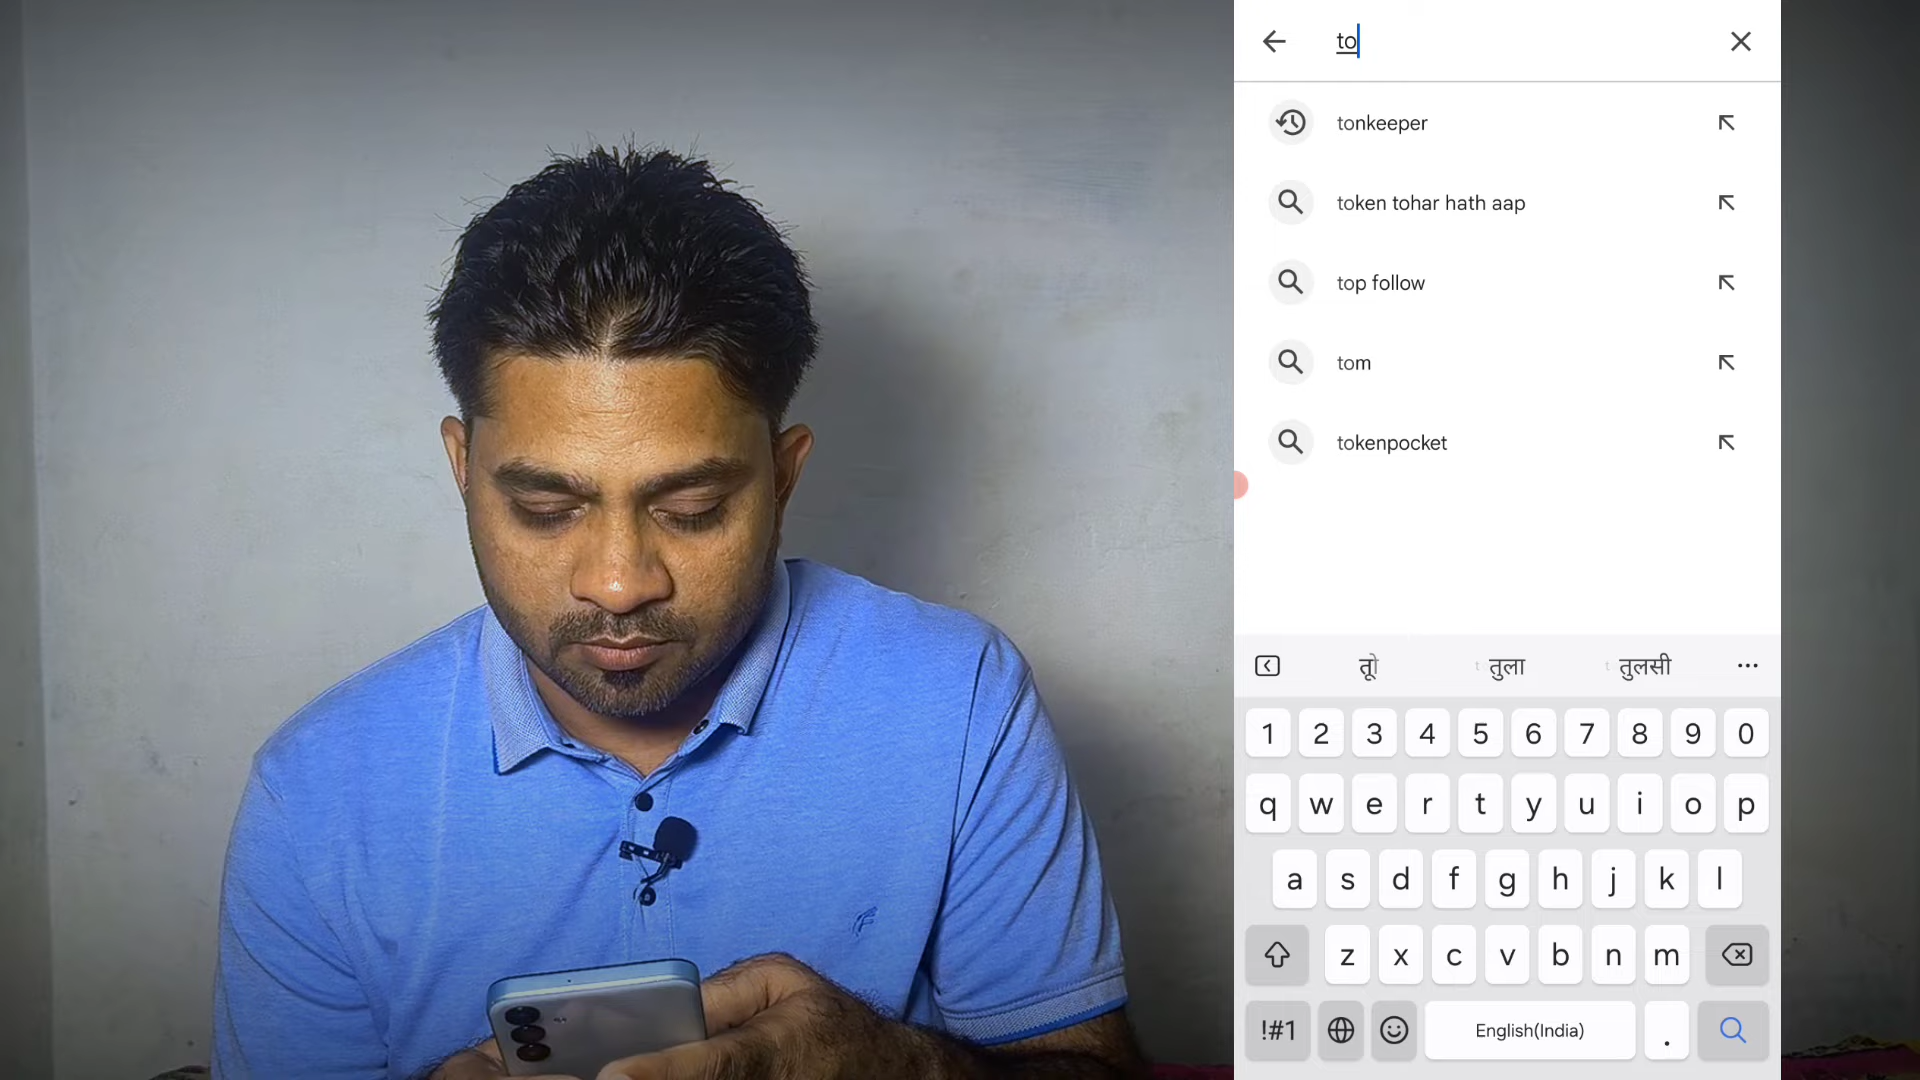 to
tonkeeper
token tohar hath aap
top follow
tom
tokenpocket
तूो t तुला t तुलसी ...
1 2 3 4 5 6 7 8 9 0
q w e r t y u i o p
a s d f g h j k l
z x c v b n m
!#1 English(India) .